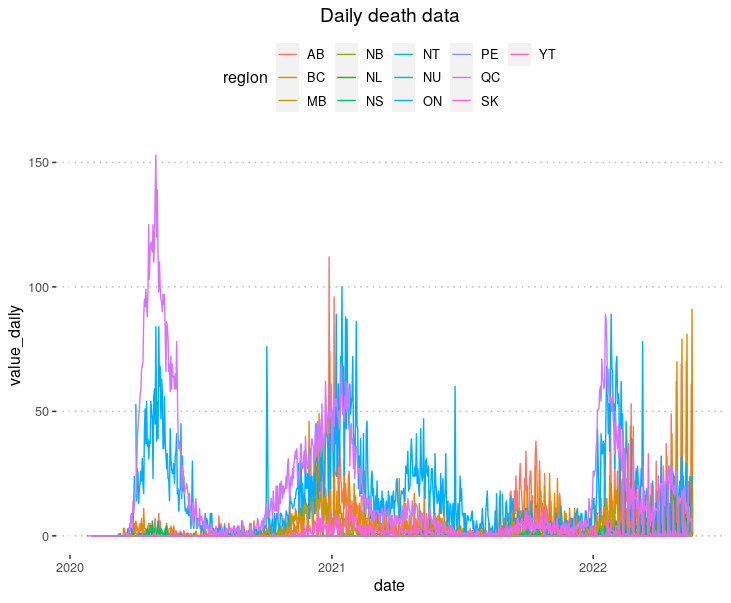 Daily death data
region
AB NB NT PE YT
BC NL NU QC
MB NS ON SK
value_daily
150
100
50
0
2020 2021 2022
date